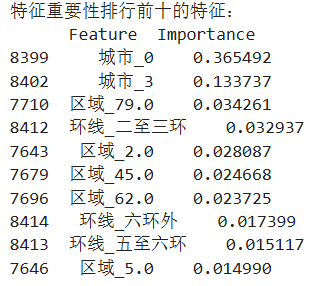 特征重要性排行前十的特征：
Feature Importance
8399 城市_0 0.365492
8402 城市_3 0.133737
7710 区域_79.0 0.034261
8412 环线_二至三环 0.032937
7643 区域_2.0 0.028087
7679 区域_45.0 0.024668
7696 区域_62.0 0.023725
8414 环线_六环外 0.017399
8413 环线_五至六环 0.015117
7646 区域_5.0 0.014990